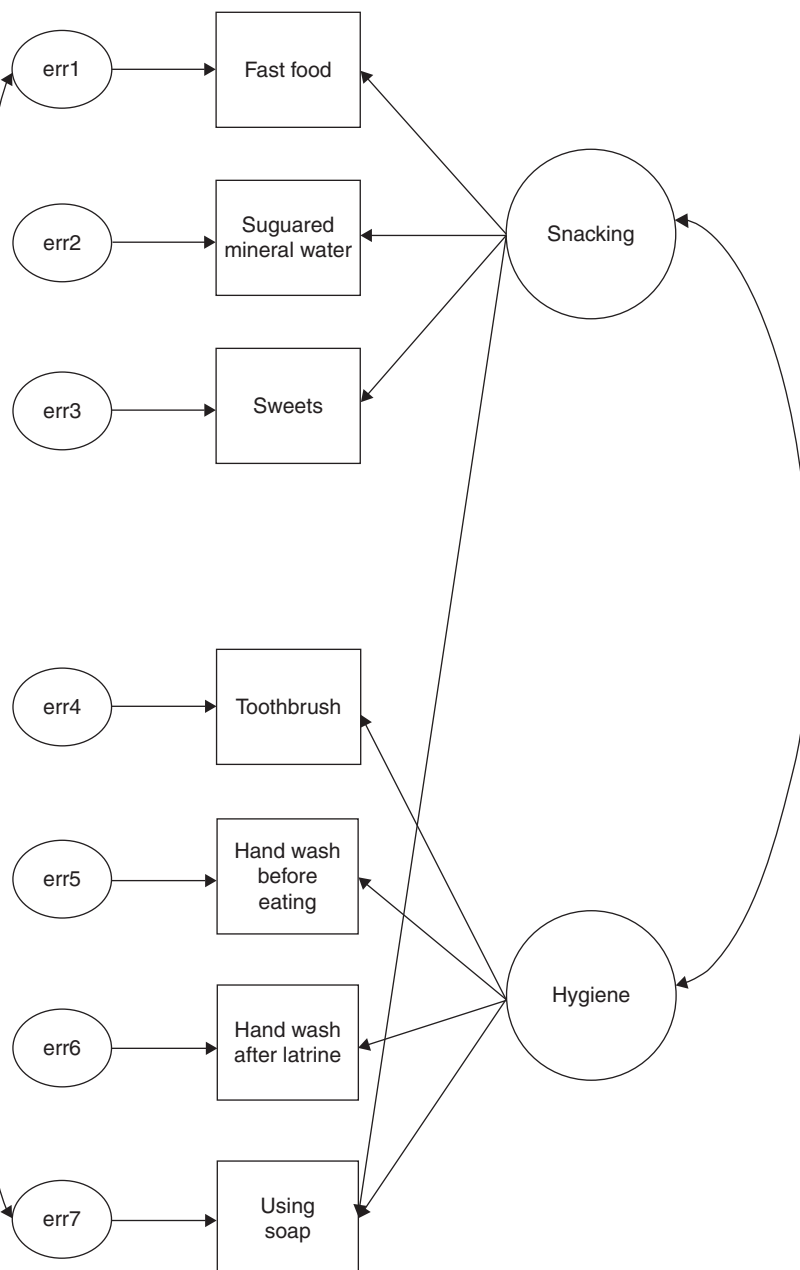 err1
Fast food
err2
Suguared
mineral water
Snacking
err3
Sweets
err4
Toothbrush
err5
Hand wash
before
eating
Hygiene
err6
Hand wash
after latrine
err7
Using
soap